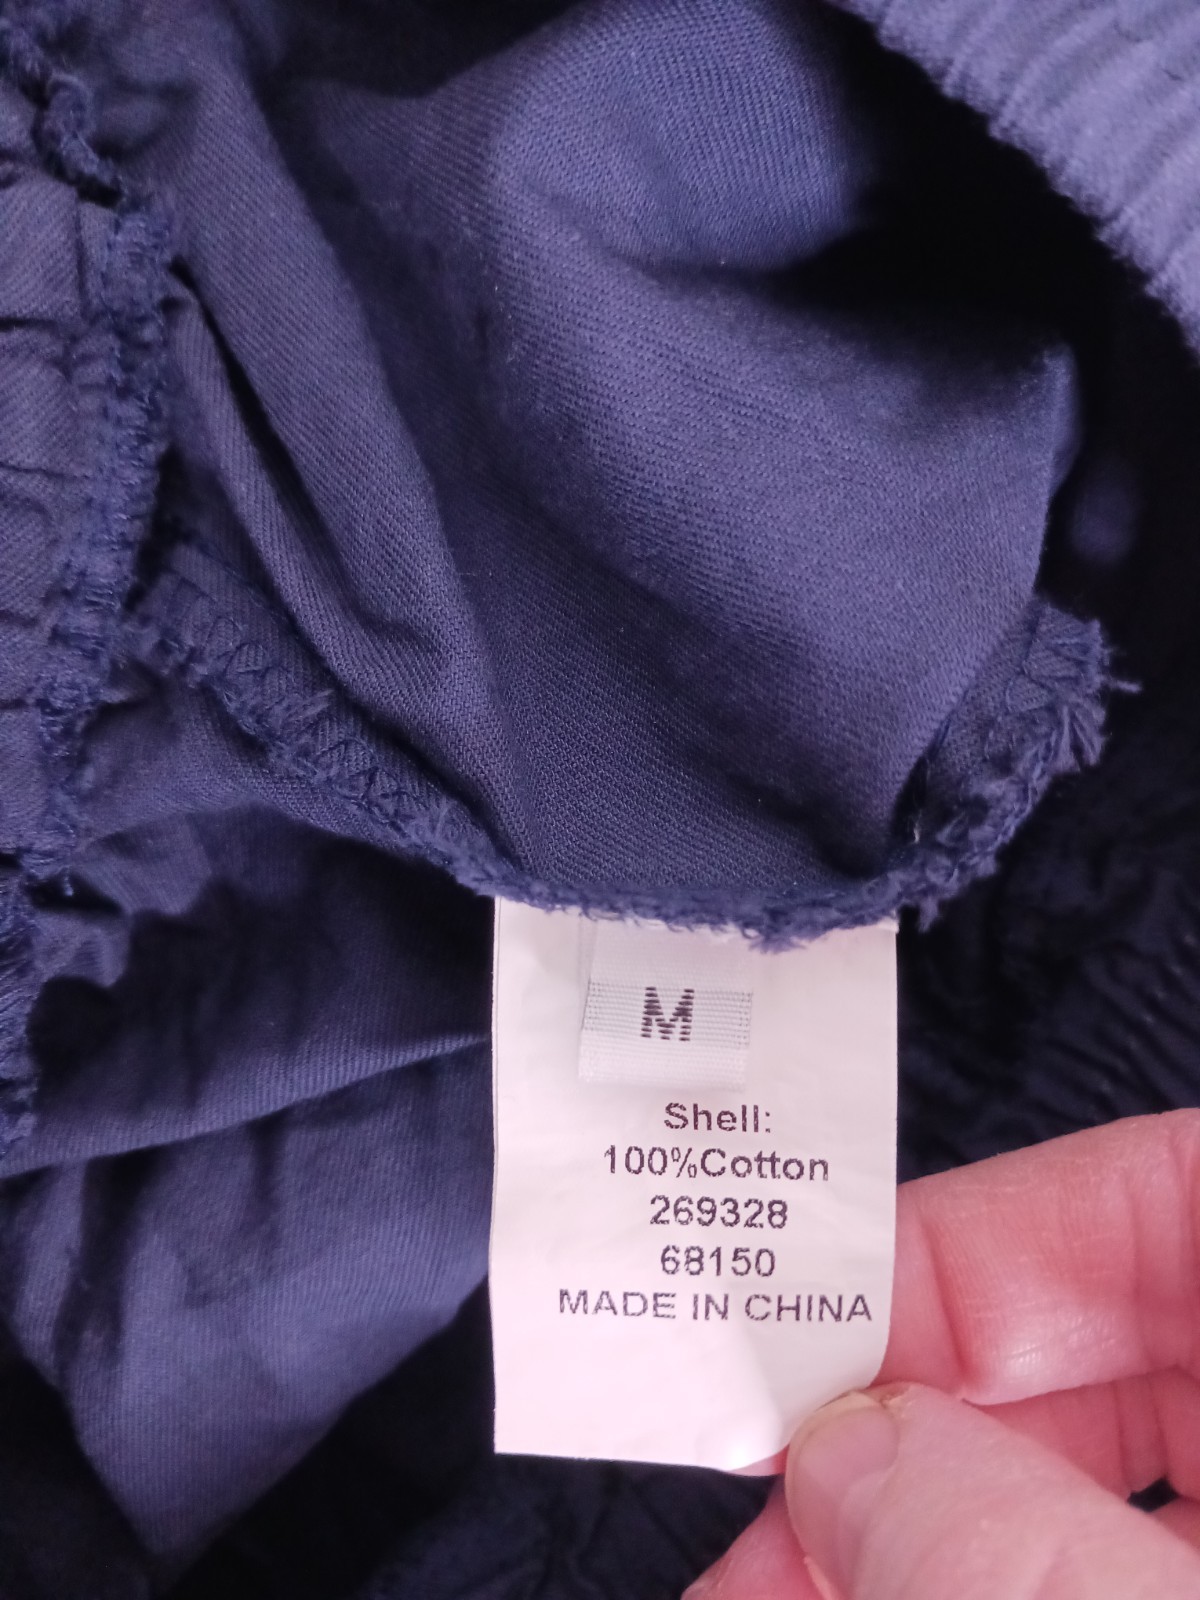 M
Shell:
100%Cotton
269328
68150
MADE IN CHINA